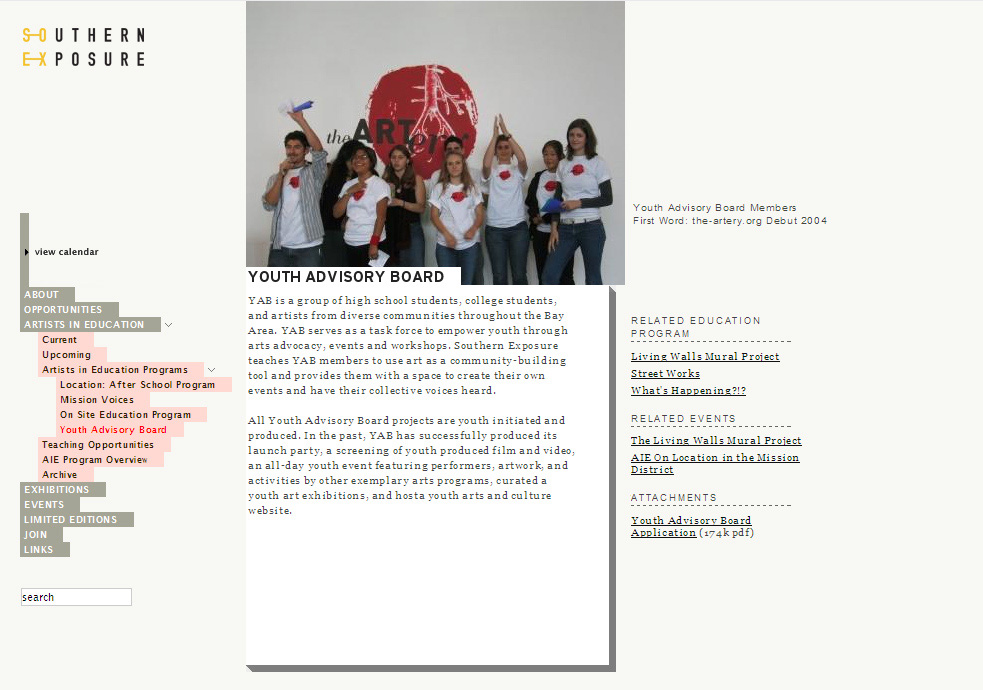 SOUTHERN
EXPOSURE
the ART
Youth Advisory Board Members
First Word: the-artery.org Debut 2004
view calendar
ABOUT
OPPORTUNITIES
ARTISTS IN EDUCATION
Current
Upcoming
Artists in Education Programs
Location: After School Program
Mission Voices
On Site Education Program
Youth Advisory Board
Teaching Opportunities
AIE Program Overview
Archive
EXHIBITIONS
EVENTS
LIMITED EDITIONS
JOIN
LINKS
search
YOUTH ADVISORY BOARD
YAB is a group of high school students, college students,
and artists from diverse communities throughout the Bay
Area. YAB serves as a task force to empower youth through
arts advocacy, events and workshops. Southern Exposure
teaches YAB members to use art as a community-building
tool and provides them with a space to create their own
events and have their collective voices heard.
All Youth Advisory Board projects are youth initiated and
produced. In the past, YAB has successfully produced its
launch party, a screening of youth produced film and video,
an all-day youth event featuring performers, artwork, and
activities by other exemplary arts programs, curated a
youth art exhibitions, and hosta youth arts and culture
website.
RELATED EDUCATION
PROGRAM
Living Walls Mural Project
Street Works
What's Happening?!?
RELATED EVENTS
The Living Walls Mural Project
AIE On Location in the Mission
District
ATTACHMENTS
Youth Advisory Board
Application (174k pdf)